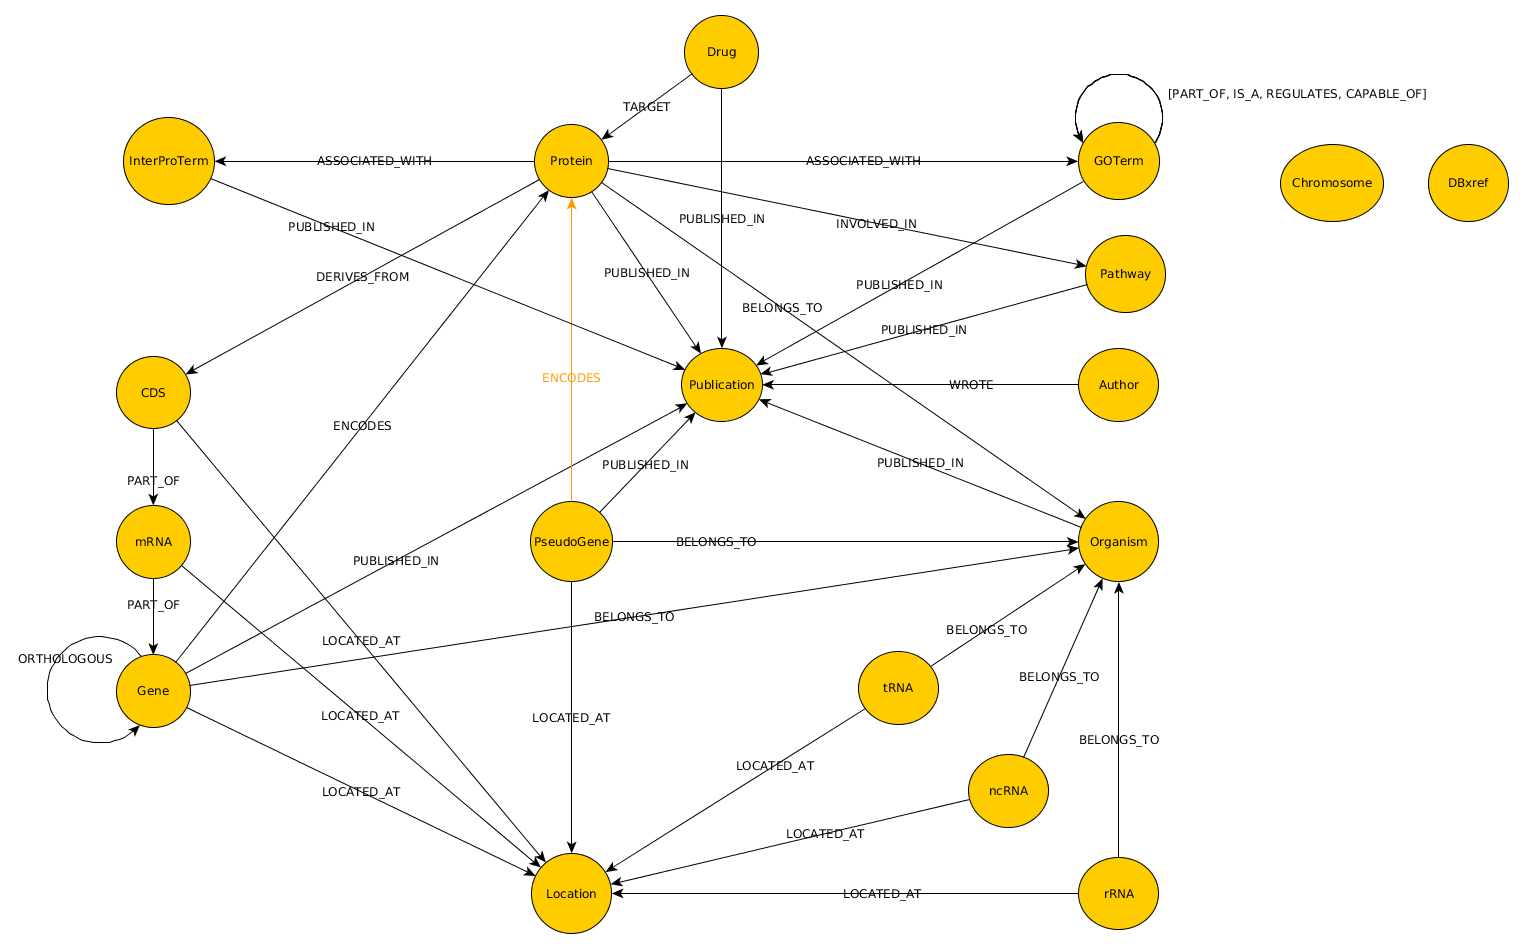 Drug
TARGET
[PART_OF, IS_A, REGULATES, CAPABLE_OF]
InterProTerm
ASSOCIATED_WITH
Protein
ASSOCIATED_WITH
GOTerm
Chromosome
DBxref
PUBLISHED_IN
PUBLISHED_IN
INVOLVED_IN
DERIVES_FROM
PUBLISHED_IN
PUBLISHED_IN
Pathway
BELONGS_TO
PUBLISHED_IN
CDS
ENCODES
Publication
WROTE
Author
ENCODES
PART_OF
PUBLISHED_IN
PUBLISHED_IN
mRNA
PseudoGene
BELONGS_TO
Organism
PUBLISHED_IN
PART_OF
BELONGS_TO
LOCATED_AT
BELONGS_TO
ORTHOLOGOUS
Gene
tRNA
BELONGS_TO
LOCATED_AT
LOCATED_AT
BELONGS_TO
LOCATED_AT
LOCATED_AT
ncRNA
LOCATED_AT
Location
LOCATED_AT
rRNA